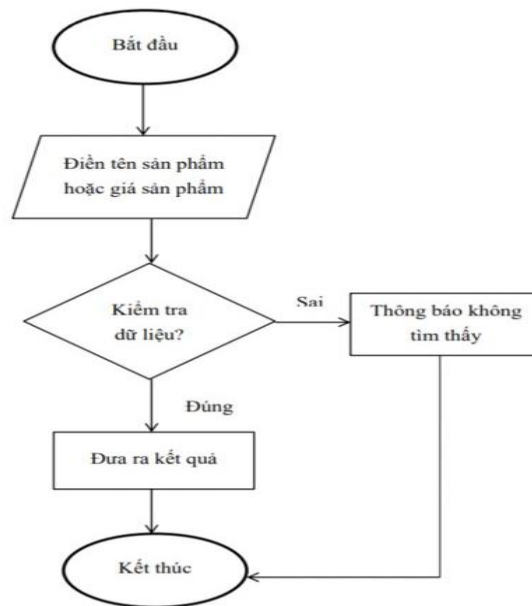 Bắt đầu
Điền tên sản phẩm
hoặc giá sản phẩm
Kiểm tra
dữ liệu?
Sai
Thông báo không
tìm thấy
Đúng
Đưa ra kết quả
Kết thúc